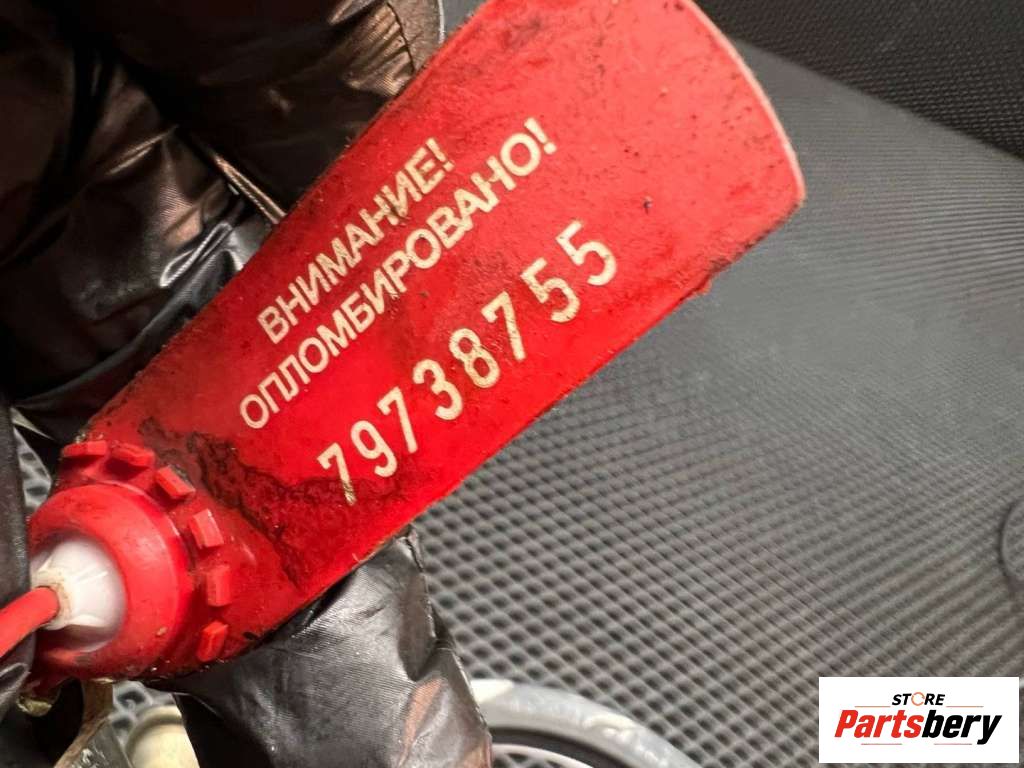 ВНИМАНИЕ!
ОПЛОМБИРОВАНО!
79738755
STORE
Partsbery